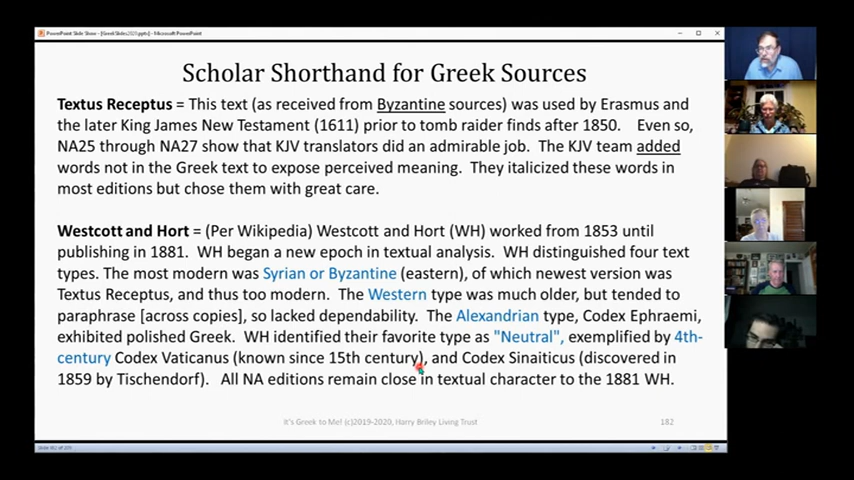 PowerPoint Slide Show - [GreekSlides2020.pptx] - Microsoft PowerPoint
Scholar Shorthand for Greek Sources
Textus Receptus = This text (as received from Byzantine sources) was used by Erasmus and
the later King James New Testament (1611) prior to tomb raider finds after 1850. Even so,
NA25 through NA27 show that KJV translators did an admirable job. The KJV team added
words not in the Greek text to expose perceived meaning. They italicized these words in
most editions but chose them with great care.
Westcott and Hort = (Per Wikipedia) Westcott and Hort (WH) worked from 1853 until
publishing in 1881. WH began a new epoch in textual analysis. WH distinguished four text
types. The most modern was Syrian or Byzantine (eastern), of which newest version was
Textus Receptus, and thus too modern. The Western type was much older, but tended to
paraphrase [across copies], so lacked dependability. The Alexandrian type, Codex Ephraemi,
exhibited polished Greek. WH identified their favorite type as "Neutral", exemplified by 4th-
century Codex Vaticanus (known since 15th century), and Codex Sinaiticus (discovered in
1859 by Tischendorf). All NA editions remain close in textual character to the 1881 WH.
It's Greek to Me! (c)2019-2020, Harry Briley Living Trust 182